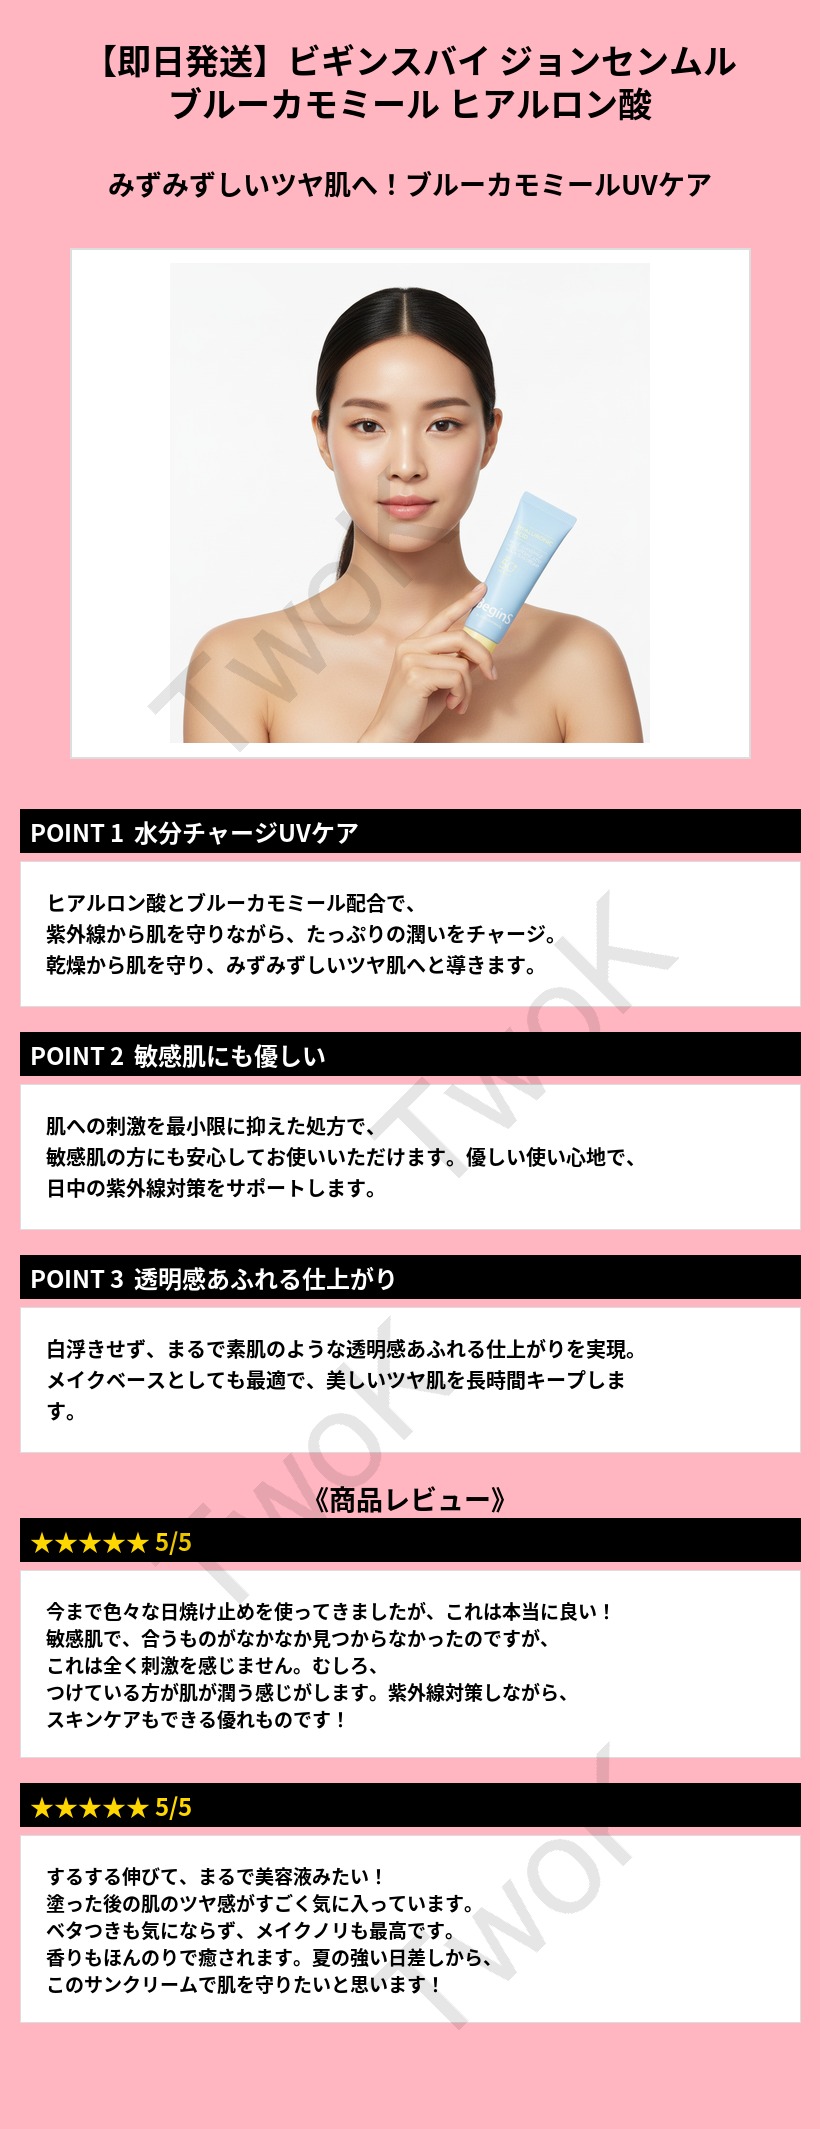 【即日発送】ビギンスバイ ジョンセンムル
ブルーカモミール ヒアルロン酸
みずみずしいツヤ肌へ！ブルーカモミールUVケア
beginS
TwoK
POINT 1 水分チャージUVケア
ヒアルロン酸とブルーカモミール配合で、
紫外線から肌を守りながら、たっぷりの潤いをチャージ。
乾燥から肌を守り、みずみずしいツヤ肌へと導きます。
TwoK
POINT 2 敏感肌にも優しい
肌への刺激を最小限に抑えた処方で、
敏感肌の方にも安心してお使いいただけます。優しい使い心地で、
日中の紫外線対策をサポートします。
POINT 3 透明感あふれる仕上がり
白浮きせず、まるで素肌のような透明感あふれる仕上がりを実現。
メイクベースとしても最適で、美しいツヤ肌を長時間キープしま
す。
TwoK
《商品レビュー》
★★★★★ 5/5
今まで色々な日焼け止めを使ってきましたが、これは本当に良い！
敏感肌で、合うものがなかなか見つからなかったのですが、
これは全く刺激を感じません。むしろ、
つけている方が肌が潤う感じがします。紫外線対策しながら、
スキンケアもできる優れものです！
★★★★★ 5/5
するする伸びて、まるで美容液みたい！
塗った後の肌のツヤ感がすごく気に入っています。
ベタつきも気にならず、メイクノリも最高です。
香りもほんのりで癒されます。夏の強い日差しから、
このサンクリームで肌を守りたいと思います！
TwoK